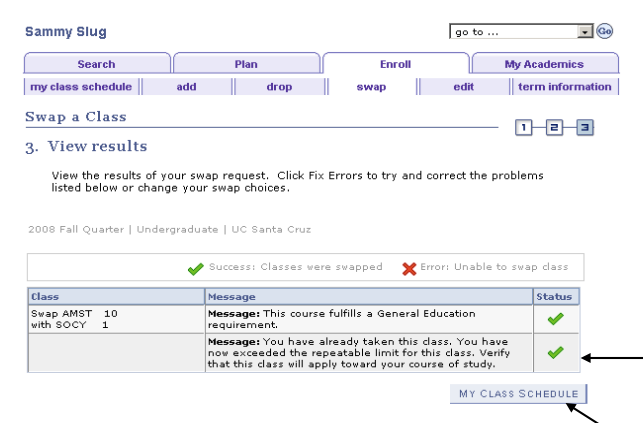 Sammy Slug
go to ... Go
Search Plan Enroll My Academics
my class schedule add drop swap edit term information
Swap a Class
1 2 3
3. View results
View the results of your swap request. Click Fix Errors to try and correct the problems
listed below or change your swap choices.
2008 Fall Quarter | Undergraduate | UC Santa Cruz
Success: Classes were swapped Error: Unable to swap class
Class Message Status
Swap AMST 10 Message: This course fulfills a General Education
with SOCY 1 requirement.
Message: You have already taken this class. You have
now exceeded the repeatable limit for this class. Verify
that this class will apply toward your course of study.
MY CLASS SCHEDULE